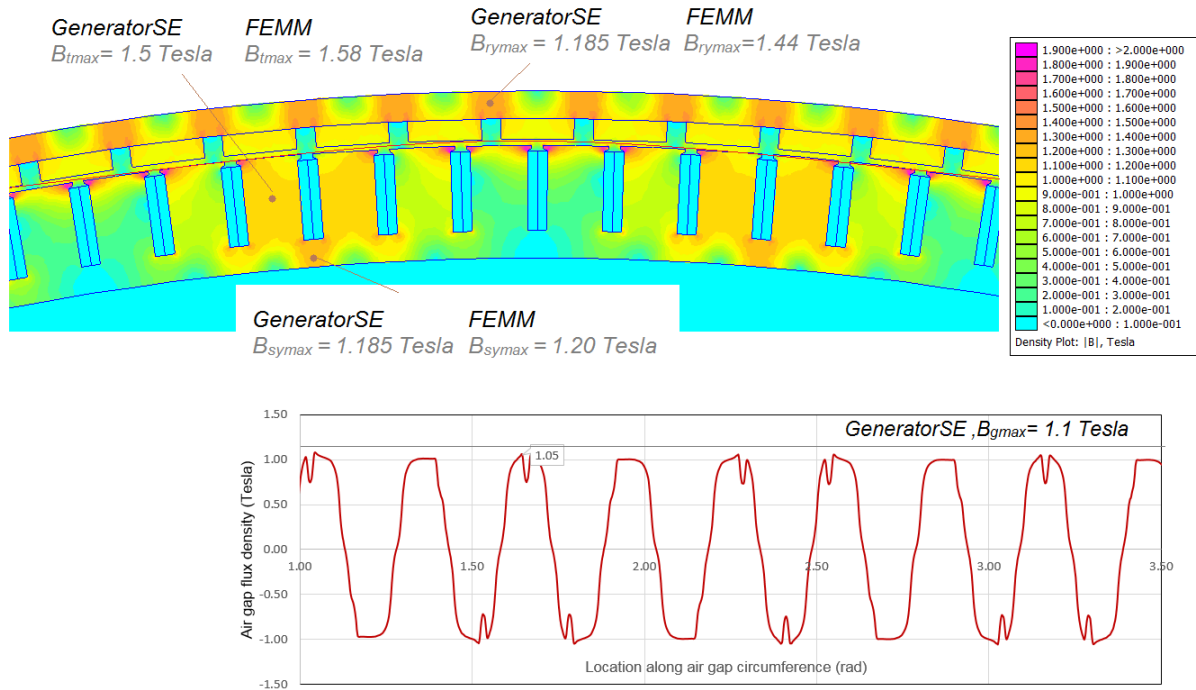 GeneratorSE FEMM
B_tmax = 1.5 Tesla B_tmax = 1.58 Tesla
GeneratorSE FEMM
B_rymax = 1.185 Tesla B_rymax=1.44 Tesla
1.900e+000 : >2.000e+000
1.800e+000 : 1.900e+000
1.700e+000 : 1.800e+000
1.600e+000 : 1.700e+000
1.500e+000 : 1.600e+000
1.400e+000 : 1.500e+000
1.300e+000 : 1.400e+000
1.200e+000 : 1.300e+000
1.100e+000 : 1.200e+000
1.000e+000 : 1.100e+000
9.000e-001 : 1.000e+000
8.000e-001 : 9.000e-001
7.000e-001 : 8.000e-001
6.000e-001 : 7.000e-001
5.000e-001 : 6.000e-001
4.000e-001 : 5.000e-001
3.000e-001 : 4.000e-001
2.000e-001 : 3.000e-001
1.000e-001 : 2.000e-001
<0.000e+000 : 1.000e-001
Density Plot: |B|, Tesla
GeneratorSE FEMM
B_symax = 1.185 Tesla B_symax = 1.20 Tesla
GeneratorSE ,B_gmax= 1.1 Tesla
1.05
Air gap flux density (Tesla)
1.50
1.00
0.50
0.00
-0.50
-1.00
-1.50
1.00 1.50 2.00 2.50 3.00 3.50
Location along air gap circumference (rad)